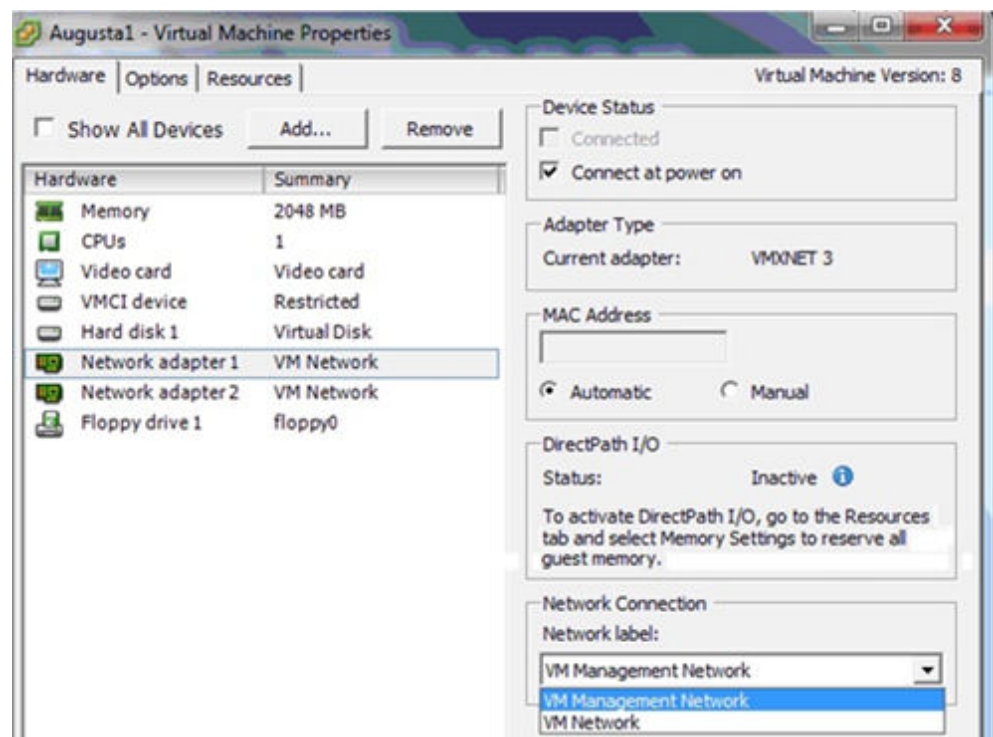 Augusta1 - Virtual Machine Properties
Hardware Options Resources
Virtual Machine Version: 8
Show All Devices Add... Remove
Hardware Summary
Memory 2048 MB
CPUs 1
Video card Video card
VMCI device Restricted
Hard disk 1 Virtual Disk
Network adapter 1 VM Network
Network adapter 2 VM Network
Floppy drive 1 floppy0
Device Status
Connected
Connect at power on
Adapter Type
Current adapter: VMXNET 3
MAC Address
Automatic Manual
DirectPath I/O
Status: Inactive
To activate DirectPath I/O, go to the Resources
tab and select Memory Settings to reserve all
guest memory.
Network Connection
Network label:
VM Management Network
VM Management Network
VM Network